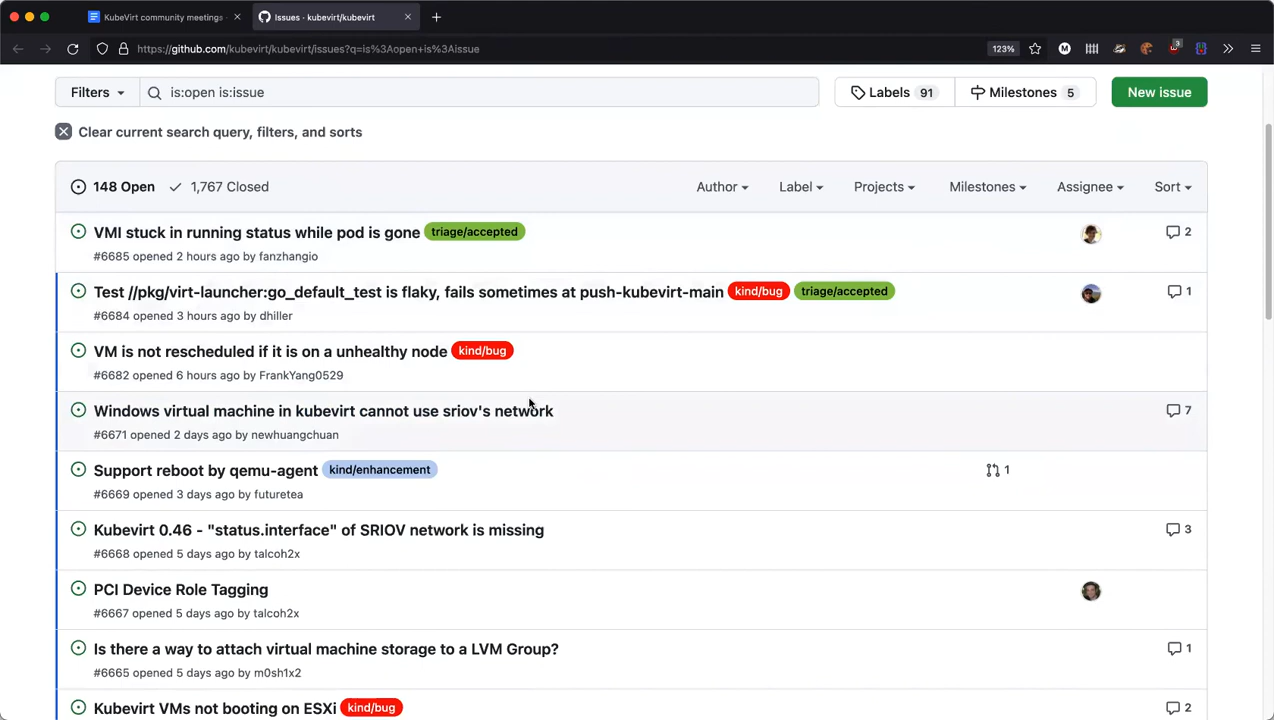 KubeVirt community meetings
Issues · kubevirt/kubevirt
https://github.com/kubevirt/kubevirt/issues?q=is%3Aopen+is%3Aissue
123%
M
3
Filters
is:open is:issue
Labels 91
Milestones 5
New issue
Clear current search query, filters, and sorts
148 Open
1,767 Closed
Author
Label
Projects
Milestones
Assignee
Sort
VMI stuck in running status while pod is gone triage/accepted 2
#6685 opened 2 hours ago by fanzhangio
Test //pkg/virt-launcher:go_default_test is flaky, fails sometimes at push-kubevirt-main kind/bug triage/accepted 1
#6684 opened 3 hours ago by dhiller
VM is not rescheduled if it is on a unhealthy node kind/bug
#6682 opened 6 hours ago by FrankYang0529
Windows virtual machine in kubevirt cannot use sriov's network 7
#6671 opened 2 days ago by newhuangchuan
Support reboot by qemu-agent kind/enhancement 1
#6669 opened 3 days ago by futuretea
Kubevirt 0.46 - "status.interface" of SRIOV network is missing 3
#6668 opened 5 days ago by talcoh2x
PCI Device Role Tagging
#6667 opened 5 days ago by talcoh2x
Is there a way to attach virtual machine storage to a LVM Group? 1
#6665 opened 5 days ago by m0sh1x2
Kubevirt VMs not booting on ESXi kind/bug 2